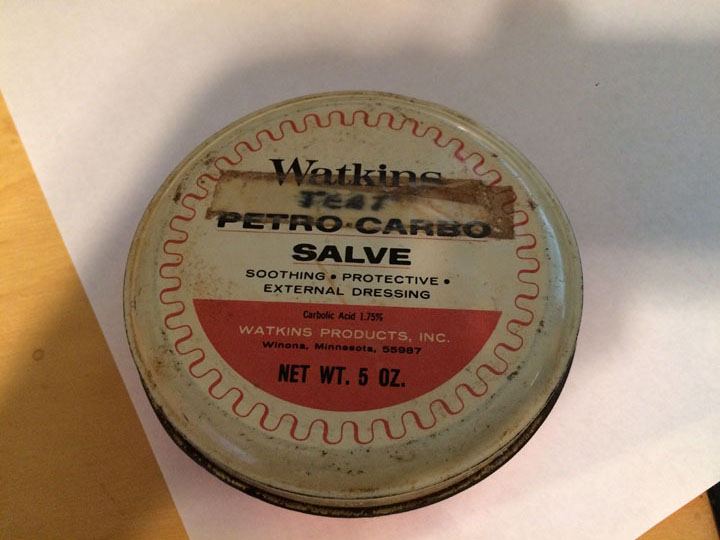 Watkins
TEAT
PETRO-CARBO
SALVE
SOOTHING • PROTECTIVE •
EXTERNAL DRESSING
Carbolic Acid 1.75%
WATKINS PRODUCTS, INC.
Winona, Minnesota, 55987
NET WT. 5 OZ.